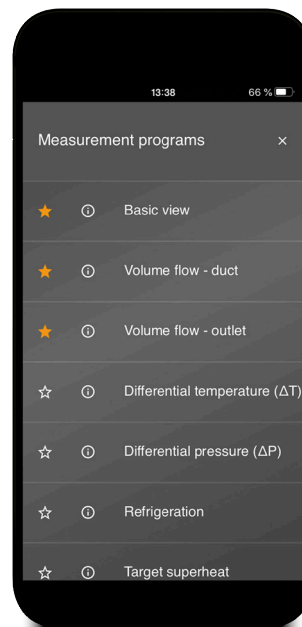 13:38 66 %
Measurement programs ×
Basic view
Volume flow - duct
Volume flow - outlet
Differential temperature (ΔT)
Differential pressure (ΔP)
Refrigeration
Target superheat